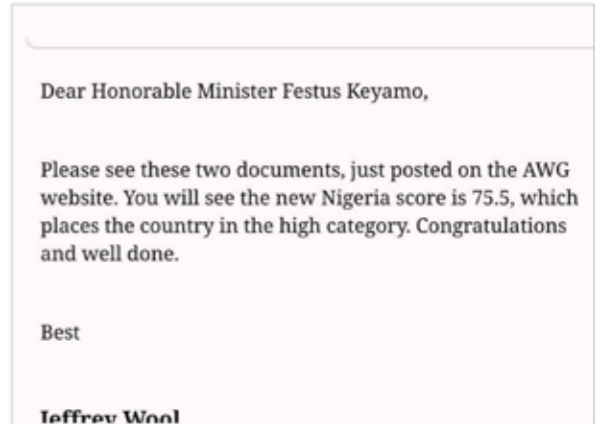 Dear Honorable Minister Festus Keyamo,
Please see these two documents, just posted on the AWG
website. You will see the new Nigeria score is 75.5, which
places the country in the high category. Congratulations
and well done.
Best
Jeffrey Wool